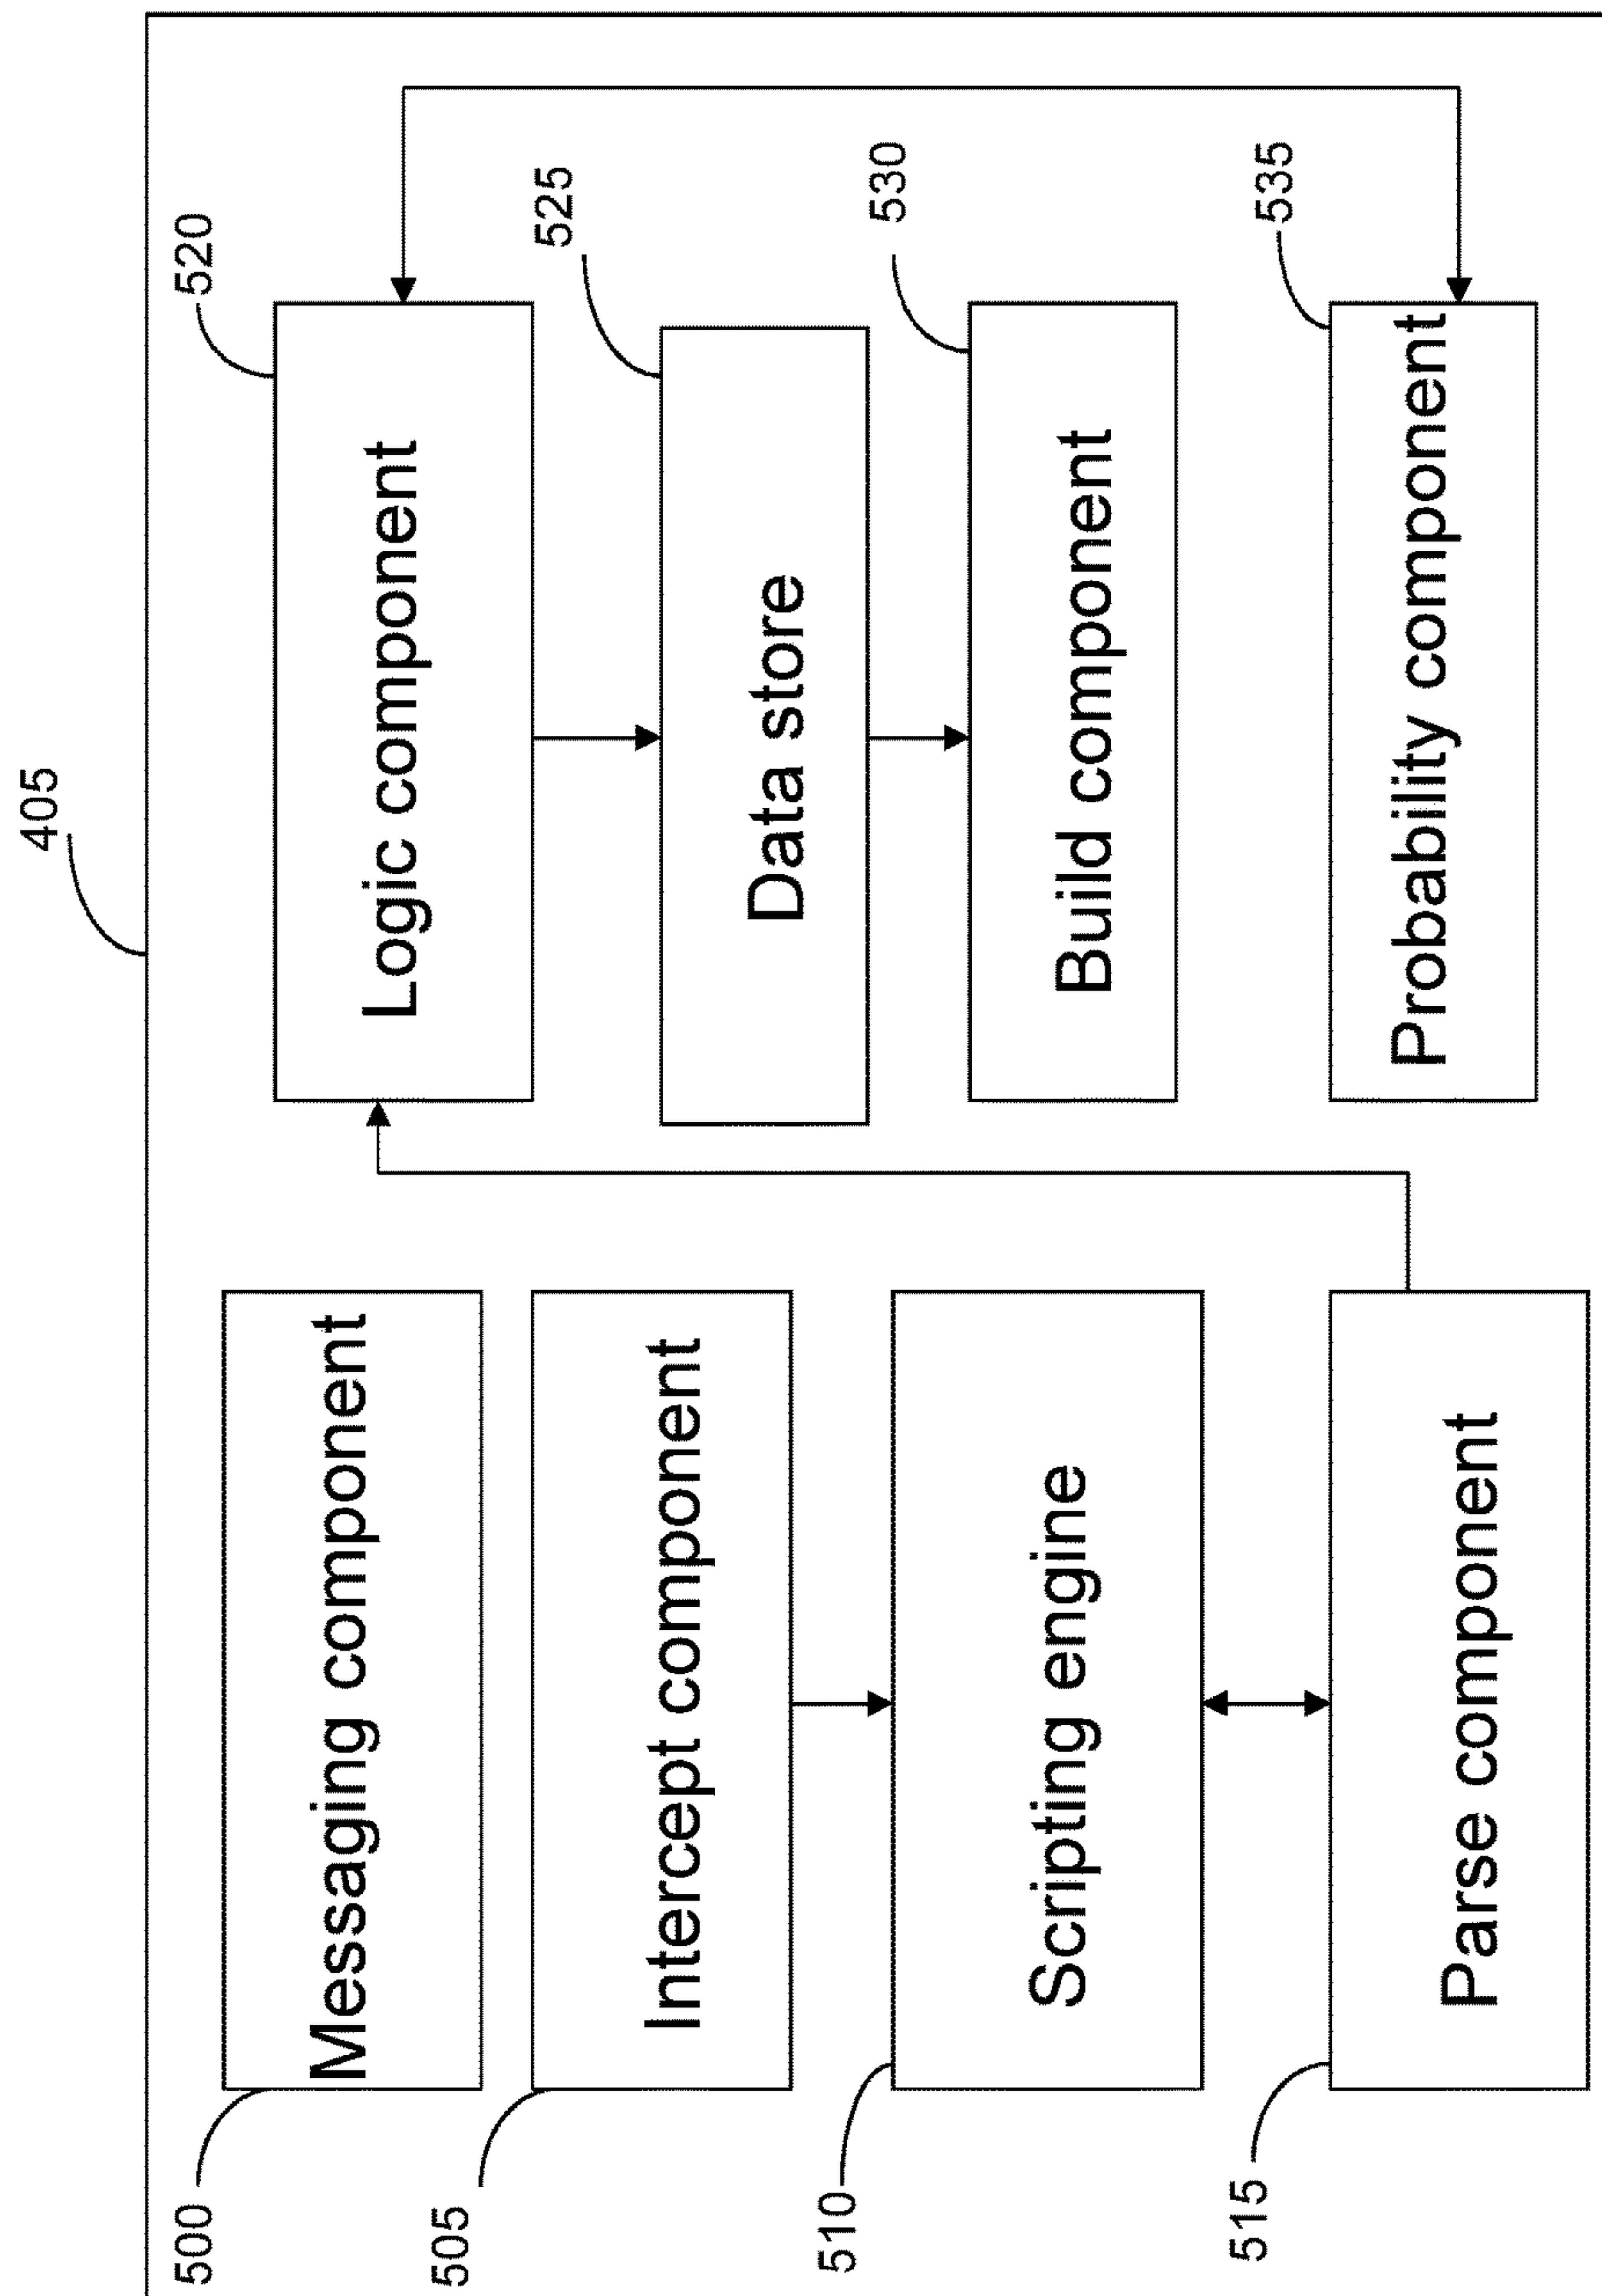 405
500
Messaging component
505
Intercept component
510
Scripting engine
515
Parse component
520
Logic component
525
Data store
530
Build component
535
Probability component